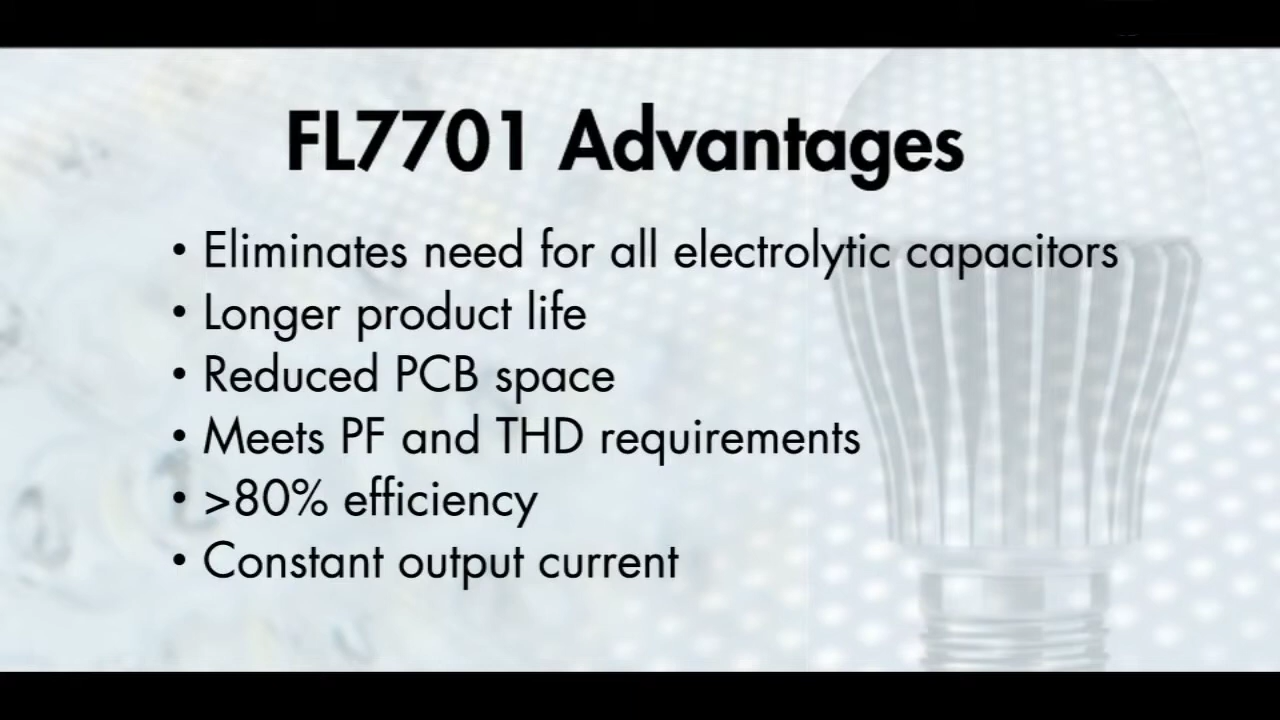 FL7701 Advantages
• Eliminates need for all electrolytic capacitors
• Longer product life
• Reduced PCB space
• Meets PF and THD requirements
• >80% efficiency
• Constant output current